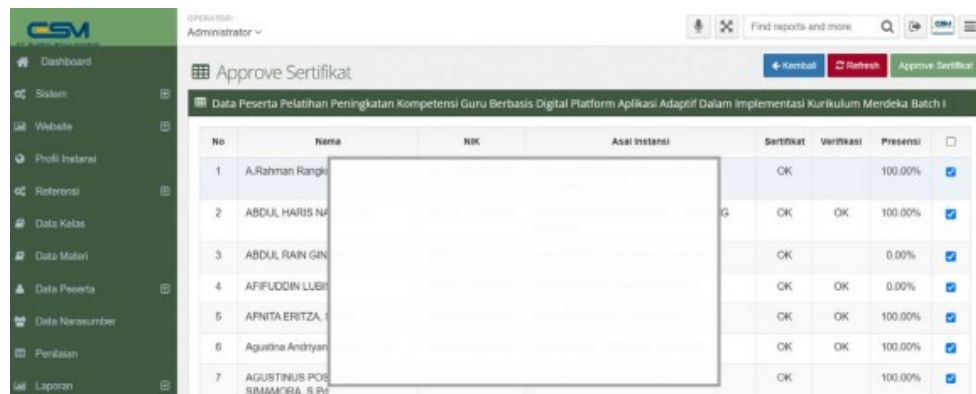 CSM
OPERATOR:
Administrator
Find reports and more
CSM
Dashboard
Sistem
Website
Profil Instansi
Referensi
Data Kelas
Data Materi
Data Peserta
Data Narasumber
Penilaian
Laporan
Approve Sertifikat
Kembali
Refresh
Approve Sertifikat
Data Peserta Pelatihan Peningkatan Kompetensi Guru Berbasis Digital Platform Aplikasi Adaptif Dalam Implementasi Kurikulum Merdeka Batch I
No Nama NIK Asal Instansi Sertifikat Verifikasi Presensi
1 A.Rahman Rangk OK 100.00%
2 ABDUL HARIS NA G OK OK 100.00%
3 ABDUL RAIN GIN OK 0.00%
4 AFIFUDDIN LUBI OK OK 0.00%
5 AFNITA ERITZA, OK OK 100.00%
6 Agustina Andriyan OK OK 100.00%
7 AGUSTINUS POS OK 100.00%
SIMAMORA, S.Pd